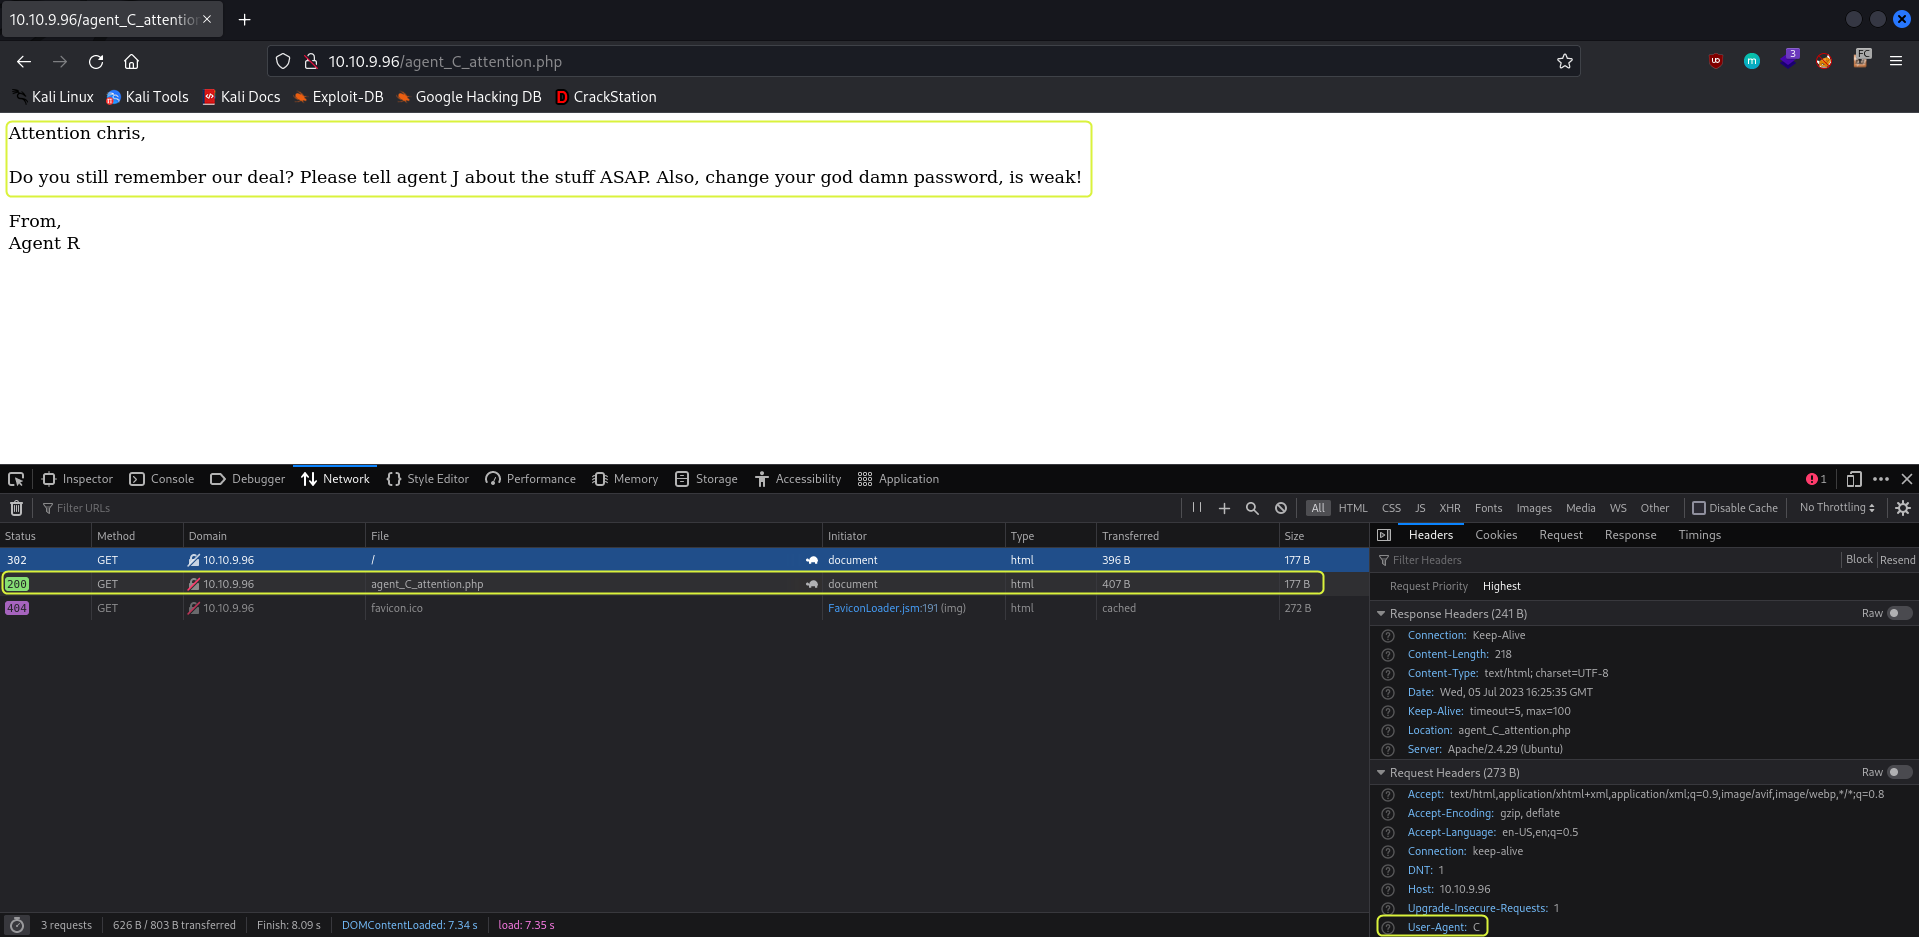 10.10.9.96/agent_C_attentio
10.10.9.96/agent_C_attention.php
3
FC
Kali Linux
Kali Tools
Kali Docs
Exploit-DB
Google Hacking DB
CrackStation
Attention chris,
Do you still remember our deal? Please tell agent J about the stuff ASAP. Also, change your god damn password, is weak!
From,
Agent R
Inspector Console Debugger Network Style Editor Performance Memory Storage Accessibility Application 1
Filter URLs All HTML CSS JS XHR Fonts Images Media WS Other Disable Cache No Throttling
Status Method Domain File Initiator Type Transferred Size
302 GET 10.10.9.96 / document html 396 B 177 B
200 GET 10.10.9.96 agent_C_attention.php document html 407 B 177 B
404 GET 10.10.9.96 favicon.ico FaviconLoader.jsm:191 (img) html cached 272 B
Headers Cookies Request Response Timings
Filter Headers Block Resend
Request Priority Highest
Response Headers (241 B) Raw
Connection: Keep-Alive
Content-Length: 218
Content-Type: text/html; charset=UTF-8
Date: Wed, 05 Jul 2023 16:25:35 GMT
Keep-Alive: timeout=5, max=100
Location: agent_C_attention.php
Server: Apache/2.4.29 (Ubuntu)
Request Headers (273 B) Raw
Accept: text/html,application/xhtml+xml,application/xml;q=0.9,image/avif,image/webp,*/*;q=0.8
Accept-Encoding: gzip, deflate
Accept-Language: en-US,en;q=0.5
Connection: keep-alive
DNT: 1
Host: 10.10.9.96
Upgrade-Insecure-Requests: 1
User-Agent: C
3 requests 626 B / 803 B transferred Finish: 8.09 s DOMContentLoaded: 7.34 s load: 7.35 s